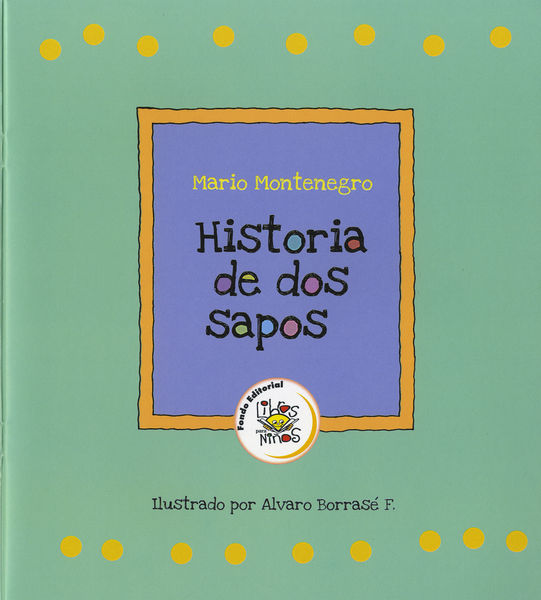 Mario Montenegro
Historia
de dos
sapos
Fondo Editorial
Libros
para
Niños
Ilustrado por Alvaro Borrasé F.